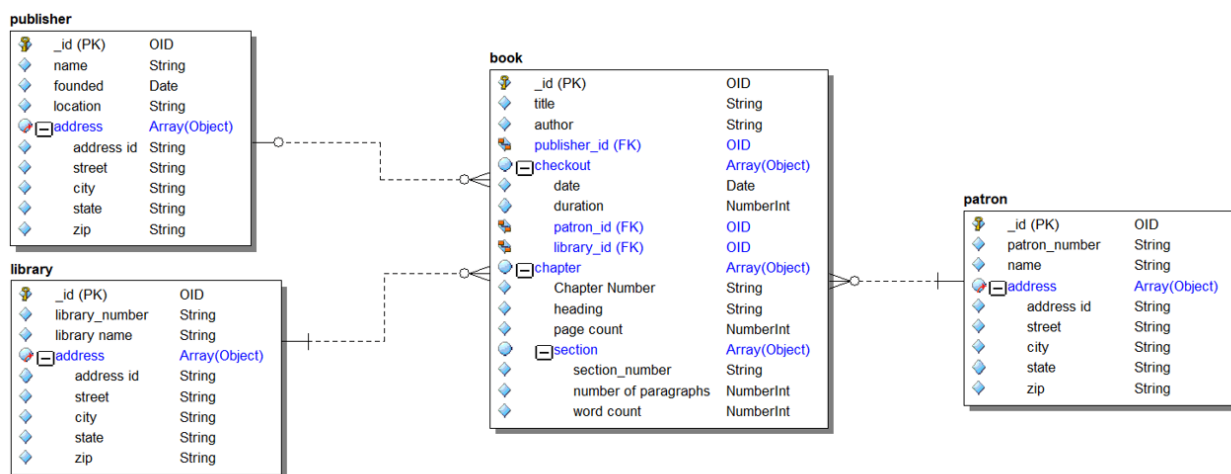 publisher
_id (PK) OID
name String
founded Date
location String
address Array(Object)
address id String
street String
city String
state String
zip String
library
_id (PK) OID
library_number String
library name String
address Array(Object)
address id String
street String
city String
state String
zip String
book
_id (PK) OID
title String
author String
publisher_id (FK) OID
checkout Array(Object)
date Date
duration NumberInt
patron_id (FK) OID
library_id (FK) OID
chapter Array(Object)
Chapter Number String
heading String
page count NumberInt
section Array(Object)
section_number String
number of paragraphs NumberInt
word count NumberInt
patron
_id (PK) OID
patron_number String
name String
address Array(Object)
address id String
street String
city String
state String
zip String